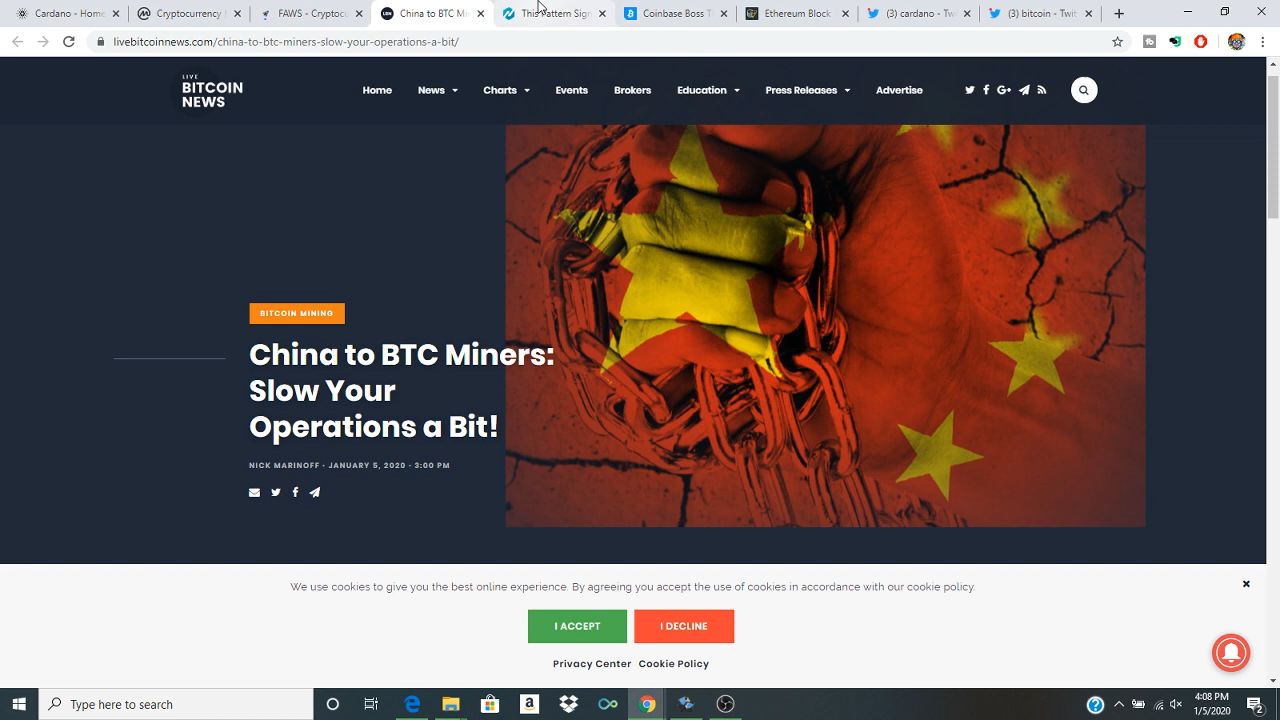 Cardano - Home
Cryptocurrency
FAWS - Cryptoc
China to BTC Mi
This Pattern Sig
Coinbase Boss T
Ethereum Block
(3) cardano - Tw
(3) bitcoin - Twit
livebitcoinnews.com/china-to-btc-miners-slow-your-operations-a-bit/
LIVE
BITCOIN
NEWS
Home News Charts Events Brokers Education Press Releases Advertise
BITCOIN MINING
China to BTC Miners:
Slow Your
Operations a Bit!
NICK MARINOFF · JANUARY 5, 2020 · 3:00 PM
We use cookies to give you the best online experience. By agreeing you accept the use of cookies in accordance with our cookie policy.
I ACCEPT I DECLINE
Privacy Center Cookie Policy
Type here to search
4:08 PM
1/5/2020